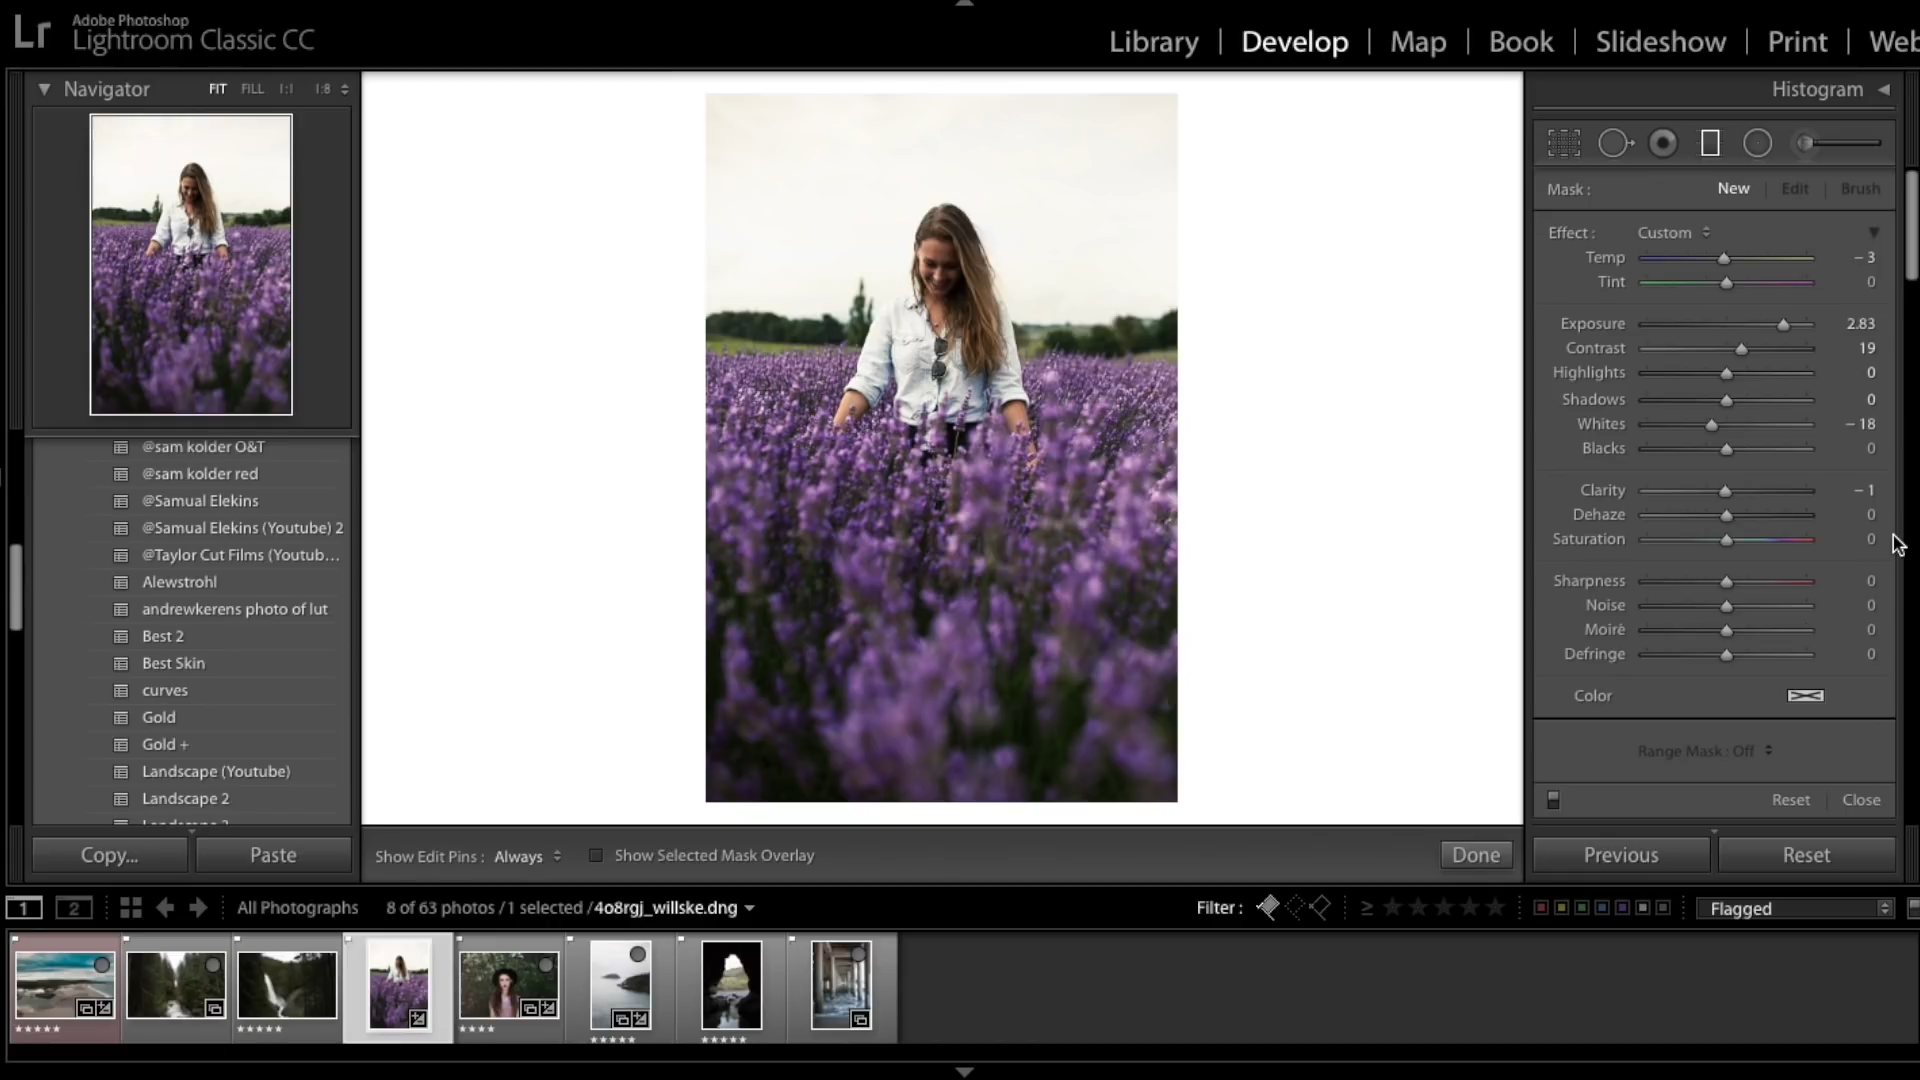 Lr Adobe Photoshop
Lightroom Classic CC
Library | Develop | Map | Book | Slideshow | Print | Web
Navigator FIT FILL 1:1 1:8
@sam kolder O&T
@sam kolder red
@Samual Elekins
@Samual Elekins (Youtube) 2
@Taylor Cut Films (Youtub...
Alewstrohl
andrewkerens photo of lut
Best 2
Best Skin
curves
Gold
Gold +
Landscape (Youtube)
Landscape 2
Copy... Paste
Show Edit Pins : Always Show Selected Mask Overlay Done
Histogram
Mask : New | Edit | Brush
Effect : Custom
Temp – 3
Tint 0
Exposure 2.83
Contrast 19
Highlights 0
Shadows 0
Whites – 18
Blacks 0
Clarity – 1
Dehaze 0
Saturation 0
Sharpness 0
Noise 0
Moiré 0
Defringe 0
Color
Range Mask : Off
Reset | Close
Previous Reset
1 2 All Photographs 8 of 63 photos / 1 selected / 4o8rgj_willske.dng Filter : ≥ ★★★★★ Flagged